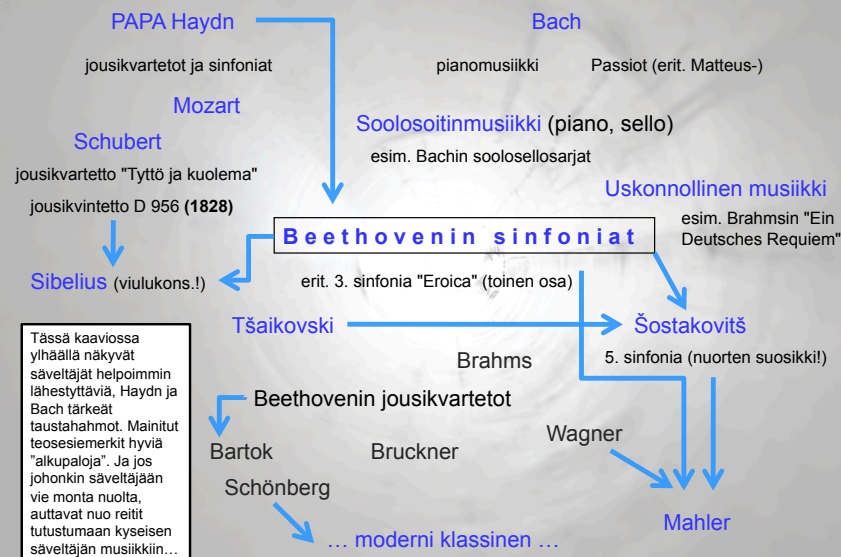 PAPA Haydn
Bach
jousikvartetot ja sinfoniat
pianomusiikki
Passiot (erit. Matteus-)
Mozart
Soolosoitinmusiikki (piano, sello)
Schubert
esim. Bachin soolosellosarjat
jousikvartetto "Tyttö ja kuolema"
Uskonnollinen musiikki
jousikvintetto D 956 (1828)
esim. Brahmsin "Ein
Deutsches Requiem"
Beethovenin sinfoniat
Sibelius (viulukons.!)
erit. 3. sinfonia "Eroica" (toinen osa)
Tšaikovski
Šostakovitš
5. sinfonia (nuorten suosikki!)
Brahms
Beethovenin jousikvartetot
Bartok
Bruckner
Wagner
Schönberg
Mahler
… moderni klassinen …
Tässä kaaviossa
ylhäällä näkyvät
säveltäjät helpoimmin
lähestyttäviä, Haydn ja
Bach tärkeät
taustahahmot. Mainitut
teosesiemerkit hyviä
"alkupaloja". Ja jos
johonkin säveltäjään
vie monta nuolta,
auttavat nuo reitit
tutustumaan kyseisen
säveltäjän musiikkiin…